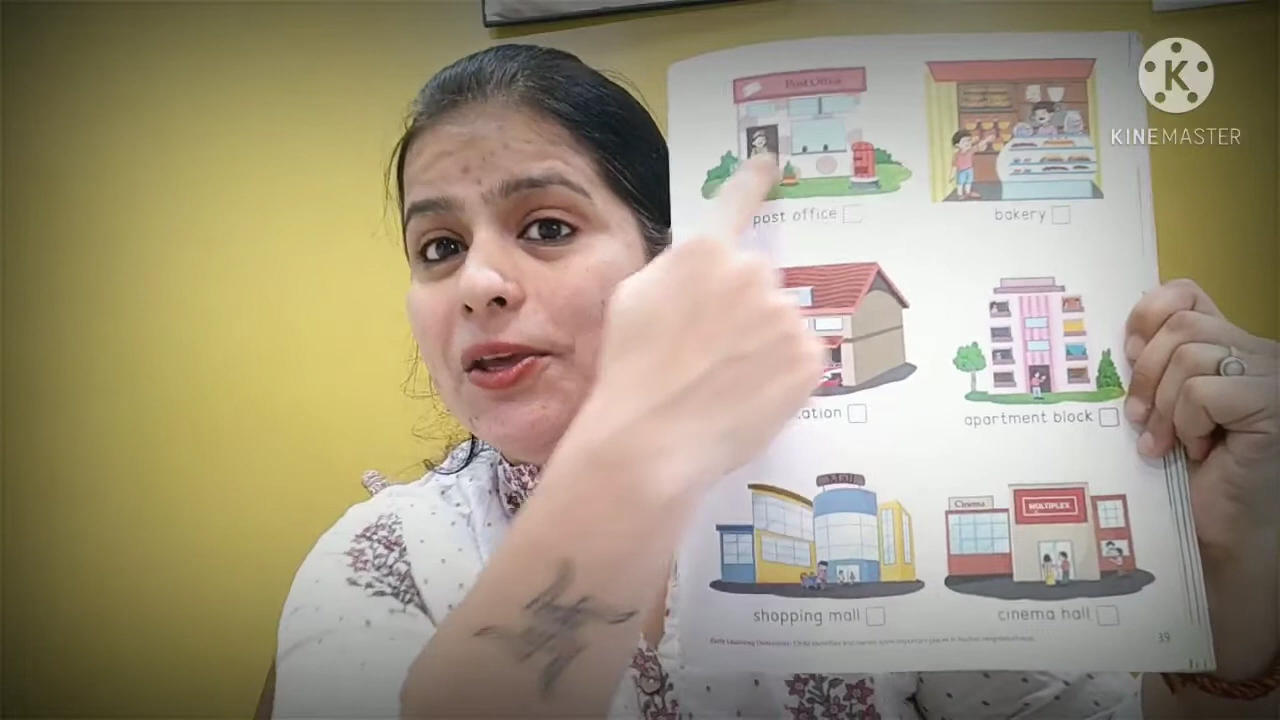 Post Office
post office
bakery
apartment block
Cinema
MULTIPLEX
shopping mall
cinema hall
39
K
KINEMASTER